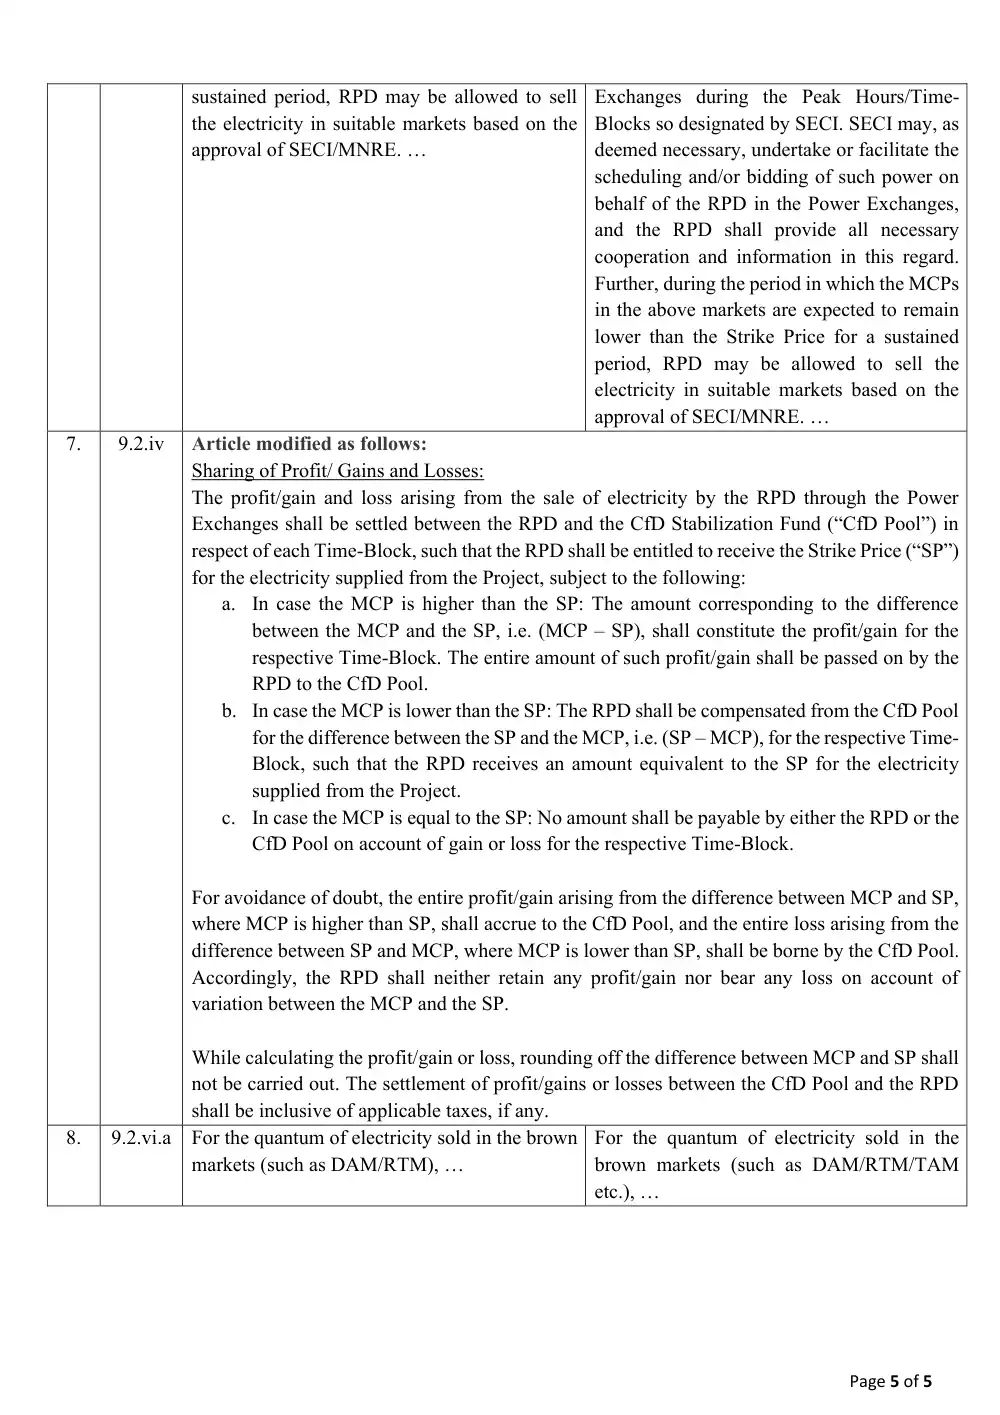 sustained period, RPD may be allowed to sell
the electricity in suitable markets based on the
approval of SECI/MNRE. …
Exchanges during the Peak Hours/Time-
Blocks so designated by SECI. SECI may, as
deemed necessary, undertake or facilitate the
scheduling and/or bidding of such power on
behalf of the RPD in the Power Exchanges,
and the RPD shall provide all necessary
cooperation and information in this regard.
Further, during the period in which the MCPs
in the above markets are expected to remain
lower than the Strike Price for a sustained
period, RPD may be allowed to sell the
electricity in suitable markets based on the
approval of SECI/MNRE. …
7.
9.2.iv
Article modified as follows:
Sharing of Profit/ Gains and Losses:
The profit/gain and loss arising from the sale of electricity by the RPD through the Power
Exchanges shall be settled between the RPD and the CfD Stabilization Fund (“CfD Pool”) in
respect of each Time-Block, such that the RPD shall be entitled to receive the Strike Price (“SP”)
for the electricity supplied from the Project, subject to the following:
a. In case the MCP is higher than the SP: The amount corresponding to the difference
between the MCP and the SP, i.e. (MCP – SP), shall constitute the profit/gain for the
respective Time-Block. The entire amount of such profit/gain shall be passed on by the
RPD to the CfD Pool.
b. In case the MCP is lower than the SP: The RPD shall be compensated from the CfD Pool
for the difference between the SP and the MCP, i.e. (SP – MCP), for the respective Time-
Block, such that the RPD receives an amount equivalent to the SP for the electricity
supplied from the Project.
c. In case the MCP is equal to the SP: No amount shall be payable by either the RPD or the
CfD Pool on account of gain or loss for the respective Time-Block.
For avoidance of doubt, the entire profit/gain arising from the difference between MCP and SP,
where MCP is higher than SP, shall accrue to the CfD Pool, and the entire loss arising from the
difference between SP and MCP, where MCP is lower than SP, shall be borne by the CfD Pool.
Accordingly, the RPD shall neither retain any profit/gain nor bear any loss on account of
variation between the MCP and the SP.
While calculating the profit/gain or loss, rounding off the difference between MCP and SP shall
not be carried out. The settlement of profit/gains or losses between the CfD Pool and the RPD
shall be inclusive of applicable taxes, if any.
8.
9.2.vi.a
For the quantum of electricity sold in the brown
markets (such as DAM/RTM), …
For the quantum of electricity sold in the
brown markets (such as DAM/RTM/TAM
etc.), …
Page 5 of 5